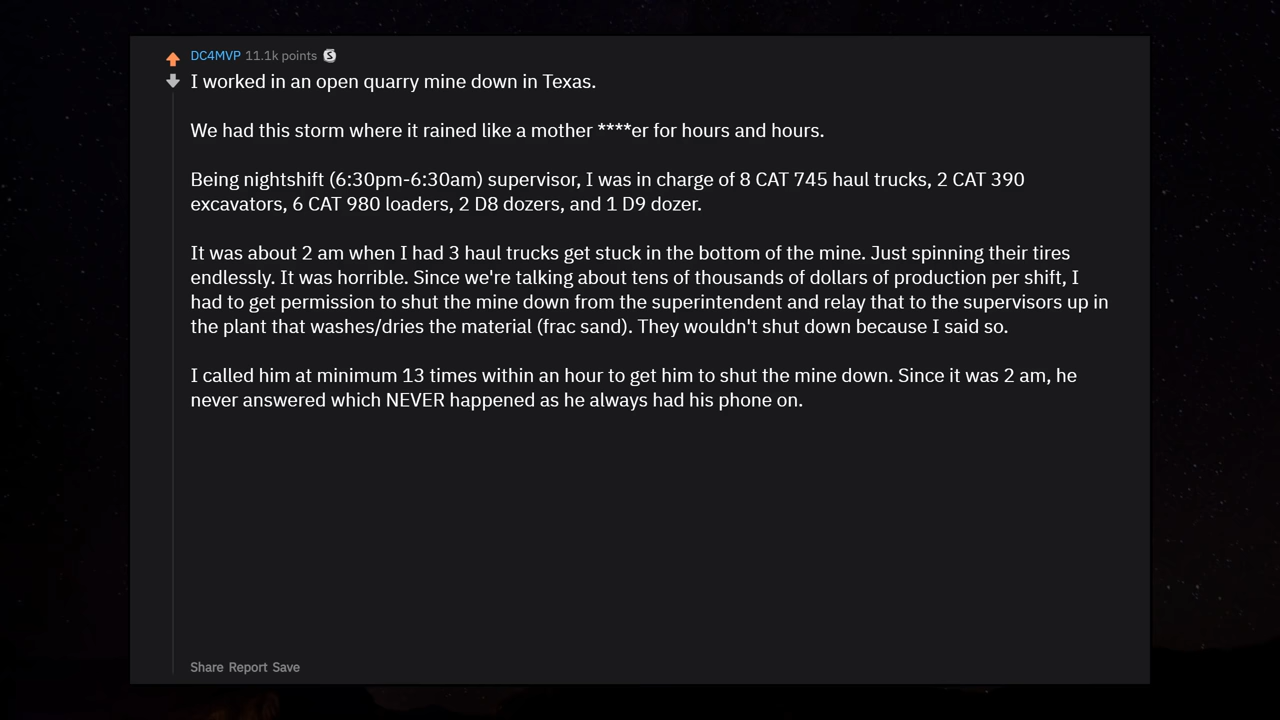 DC4MVP 11.1k points S
I worked in an open quarry mine down in Texas.
We had this storm where it rained like a mother ****er for hours and hours.
Being nightshift (6:30pm-6:30am) supervisor, I was in charge of 8 CAT 745 haul trucks, 2 CAT 390
excavators, 6 CAT 980 loaders, 2 D8 dozers, and 1 D9 dozer.
It was about 2 am when I had 3 haul trucks get stuck in the bottom of the mine. Just spinning their tires
endlessly. It was horrible. Since we're talking about tens of thousands of dollars of production per shift, I
had to get permission to shut the mine down from the superintendent and relay that to the supervisors up in
the plant that washes/dries the material (frac sand). They wouldn't shut down because I said so.
I called him at minimum 13 times within an hour to get him to shut the mine down. Since it was 2 am, he
never answered which NEVER happened as he always had his phone on.
Share Report Save